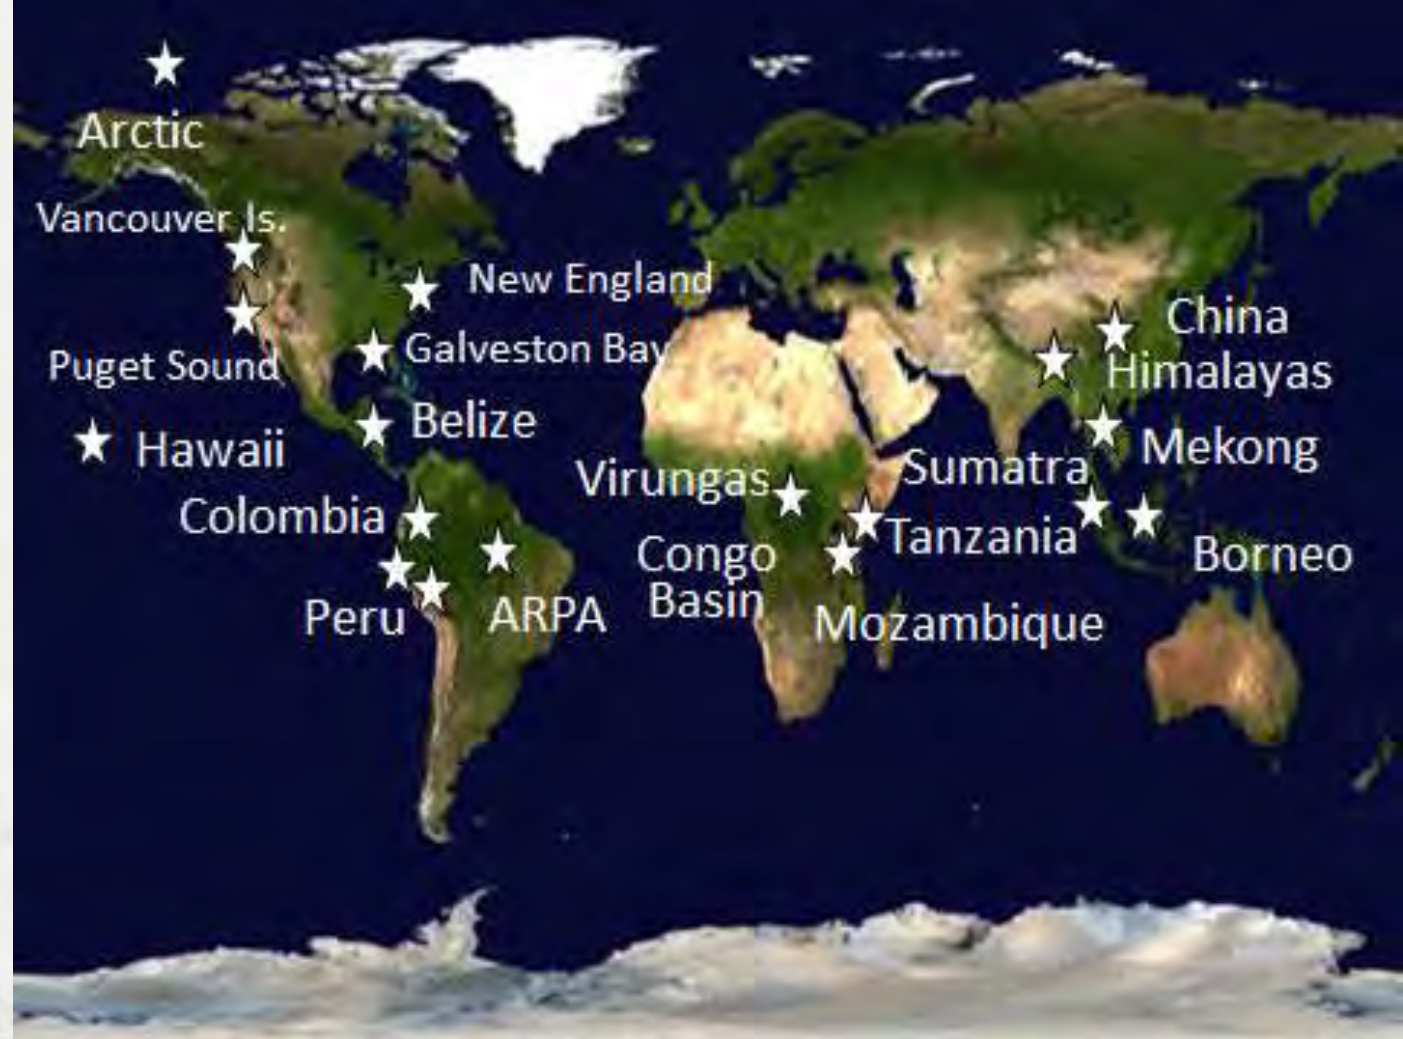 Arctic
Vancouver Is.
New England
China
Galveston Bay
Puget Sound
Himalayas
Belize
Hawaii
Mekong
Sumatra
Virungas
Colombia
Tanzania
Congo
Basin
Borneo
Peru
ARPA
Mozambique